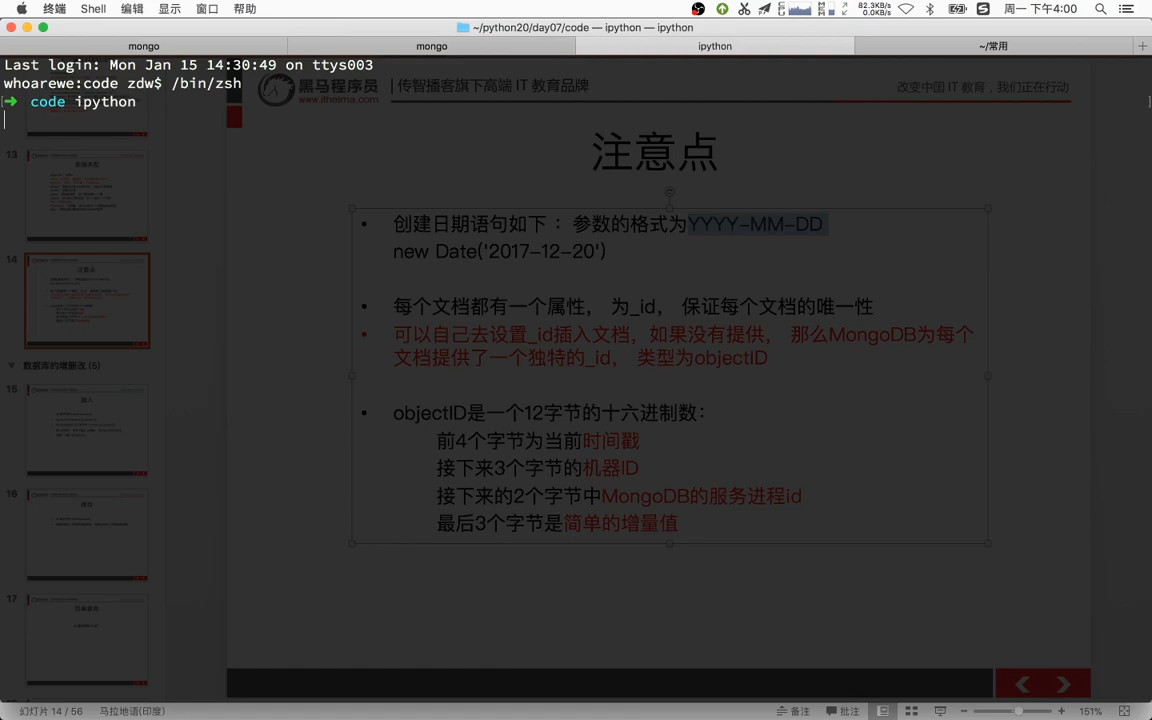 终端 Shell 编辑 显示 窗口 帮助
82.3KB/s
0.0KB/s
周一 下午4:00
~/python20/day07/code — ipython — ipython
mongo
mongo
ipython
~/常用
Last login: Mon Jan 15 14:30:49 on ttys003
whoarewe:code zdw$ /bin/zsh
➜ code ipython
黑马程序员
www.itheima.com
传智播客旗下高端 IT 教育品牌
改变中国 IT 教育，我们正在行动
注意点
• 创建日期语句如下 ：参数的格式为YYYY-MM-DD
new Date('2017-12-20')
• 每个文档都有一个属性， 为_id， 保证每个文档的唯一性
• 可以自己去设置_id插入文档，如果没有提供， 那么MongoDB为每个
文档提供了一个独特的_id， 类型为objectID
• objectID是一个12字节的十六进制数：
前4个字节为当前时间戳
接下来3个字节的机器ID
接下来的2个字节中MongoDB的服务进程id
最后3个字节是简单的增量值
13
14
注意点
数据库的增删改 (6)
15
插入
16
17
幻灯片 14 / 56
马拉地语(印度)
备注
批注
151%